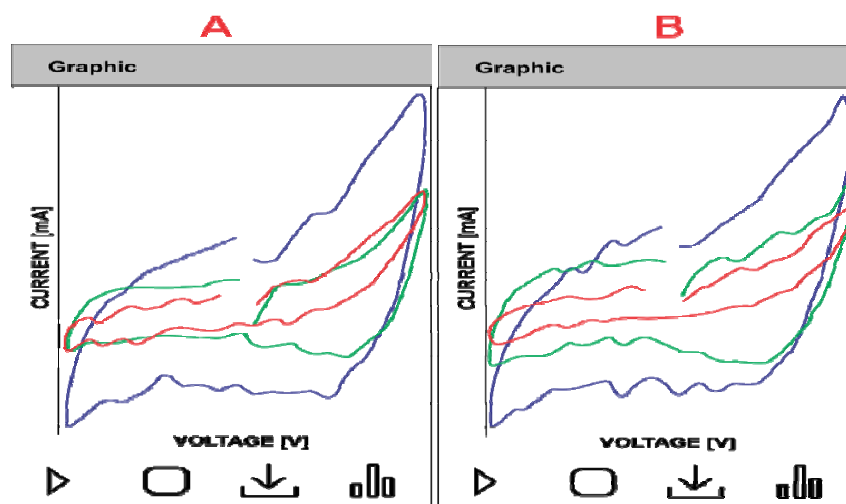 A
Graphic
CURRENT [mA]
VOLTAGE [V]
B
Graphic
CURRENT [mA]
VOLTAGE [V]